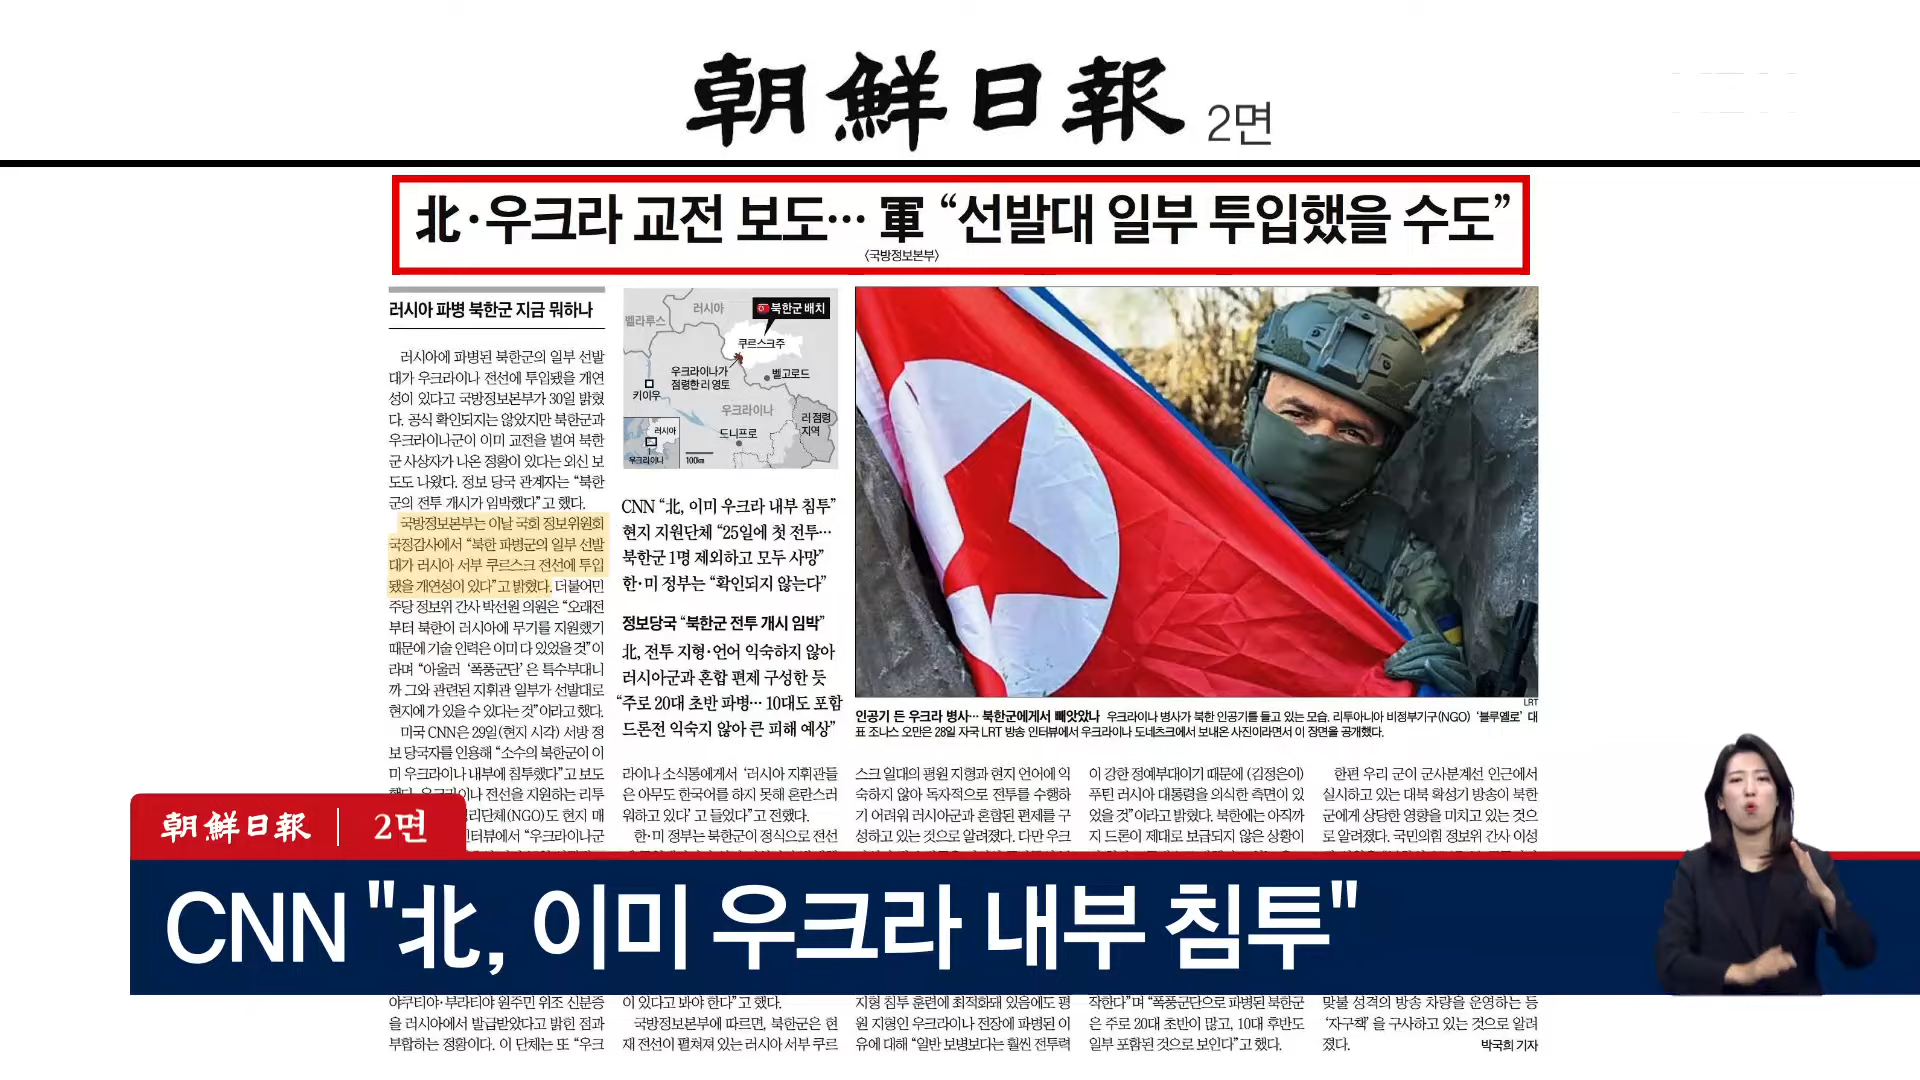 朝鮮日報 2면
北·우크라 교전 보도… 軍 “선발대 일부 투입했을 수도”
〈국방정보본부〉
러시아 파병 북한군 지금 뭐하나
러시아에 파병된 북한군의 일부 선발
대가 우크라이나 전선에 투입됐을 개연
성이 있다고 국방정보본부가 30일 밝혔
다. 공식 확인되지는 않았지만 북한군과
우크라이나군이 이미 교전을 벌여 북한
군 사상자가 나온 정황이 있다는 외신 보
도도 나왔다. 정보 당국 관계자는 “북한
군의 전투 개시가 임박했다”고 했다.
국방정보본부는 이날 국회 정보위원회
국정감사에서 “북한 파병군의 일부 선발
대가 러시아 서부 쿠르스크 전선에 투입
됐을 개연성이 있다”고 밝혔다. 더불어민
주당 정보위 간사 박선원 의원은 “오래전
부터 북한이 러시아에 무기를 지원했기
때문에 기술 인력은 이미 다 있었을 것”이
라며 “아울러 ‘폭풍군단’은 특수부대니
까 그와 관련된 지휘관 일부가 선발대로
현지에 가 있을 수 있다는 것”이라고 했다.
미국 CNN은 29일(현지 시각) 서방 정
보 당국자를 인용해 “소수의 북한군이 이
미 우크라이나 내부에 침투했다”고 보도
했다. 우크라이나 전선을 지원하는 리투
리단체(NGO)도 현지 매
인터뷰에서 “우크라이나군
야쿠티야·부랴티야 원주민 위조 신분증
을 러시아에서 발급받았다고 밝힌 점과
부합하는 정황이다. 이 단체는 또 “우크
러시아
벨라루스
북한군 배치
쿠르스크주
우크라이나가
점령한 러 영토
벨고로드
키이우
우크라이나
러 점령
지역
드니프로
러시아
우크라이나
100㎞
CNN “北, 이미 우크라 내부 침투”
현지 지원단체 “25일에 첫 전투…
북한군 1명 제외하고 모두 사망”
한·미 정부는 “확인되지 않는다”
정보당국 “북한군 전투 개시 임박”
北, 전투 지형·언어 익숙하지 않아
러시아군과 혼합 편제 구성한 듯
“주로 20대 초반 파병… 10대도 포함
드론전 익숙지 않아 큰 피해 예상”
라이나 소식통에게서 ‘러시아 지휘관들
은 아무도 한국어를 하지 못해 혼란스러
워하고 있다’고 들었다”고 전했다.
한·미 정부는 북한군이 정식으로 전선
이 있다고 봐야 한다”고 했다.
국방정보본부에 따르면, 북한군은 현
재 전선이 펼쳐져 있는 러시아 서부 쿠르
LRT
인공기 든 우크라 병사… 북한군에게서 빼앗았나 우크라이나 병사가 북한 인공기를 들고 있는 모습. 리투아니아 비정부기구(NGO) ‘블루옐로’ 대
표 조나스 오만은 28일 자국 LRT 방송 인터뷰에서 우크라이나 도네츠크에서 보내온 사진이라면서 이 장면을 공개했다.
스크 일대의 평원 지형과 현지 언어에 익
숙하지 않아 독자적으로 전투를 수행하
기 어려워 러시아군과 혼합된 편제를 구
성하고 있는 것으로 알려졌다. 다만 우크
지형 침투 훈련에 최적화돼 있음에도 평
원 지형인 우크라이나 전장에 파병된 이
유에 대해 “일반 보병보다는 훨씬 전투력
이 강한 정예부대이기 때문에 (김정은이)
푸틴 러시아 대통령을 의식한 측면이 있
었을 것”이라고 밝혔다. 북한에는 아직까
지 드론이 제대로 보급되지 않은 상황이
작한다”며 “폭풍군단으로 파병된 북한군
은 주로 20대 초반이 많고, 10대 후반도
일부 포함된 것으로 보인다”고 했다.
한편 우리 군이 군사분계선 인근에서
실시하고 있는 대북 확성기 방송이 북한
군에게 상당한 영향을 미치고 있는 것으
로 알려졌다. 국민의힘 정보위 간사 이성
맞불 성격의 방송 차량을 운영하는 등
‘자구책’을 구사하고 있는 것으로 알려
졌다.
박국희 기자
朝鮮日報 2면
CNN "北, 이미 우크라 내부 침투"